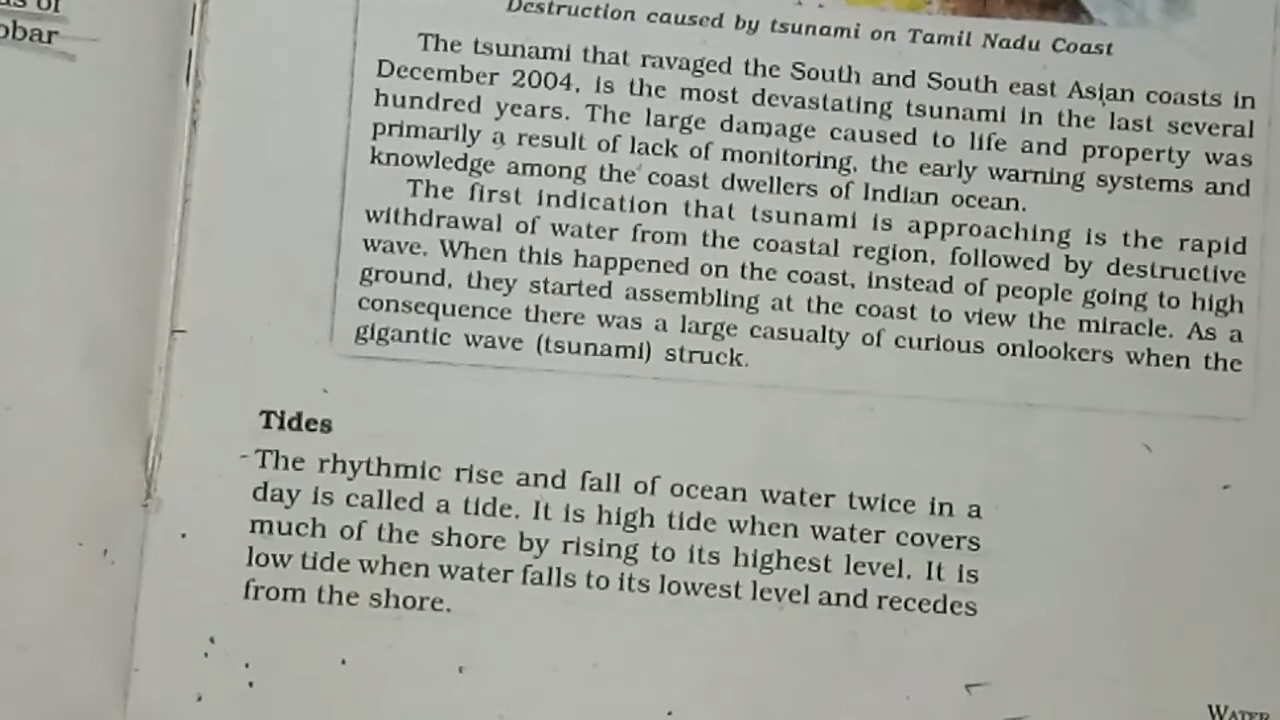 obar
Destruction caused by tsunami on Tamil Nadu Coast
The tsunami that ravaged the South and South east Asian coasts in
December 2004, is the most devastating tsunami in the last several
hundred years. The large damage caused to life and property was
primarily a result of lack of monitoring, the early warning systems and
knowledge among the coast dwellers of Indian ocean.
The first indication that tsunami is approaching is the rapid
withdrawal of water from the coastal region, followed by destructive
wave. When this happened on the coast, instead of people going to high
ground, they started assembling at the coast to view the miracle. As a
consequence there was a large casualty of curious onlookers when the
gigantic wave (tsunami) struck.
Tides
The rhythmic rise and fall of ocean water twice in a
day is called a tide. It is high tide when water covers
much of the shore by rising to its highest level. It is
low tide when water falls to its lowest level and recedes
from the shore.
WATER